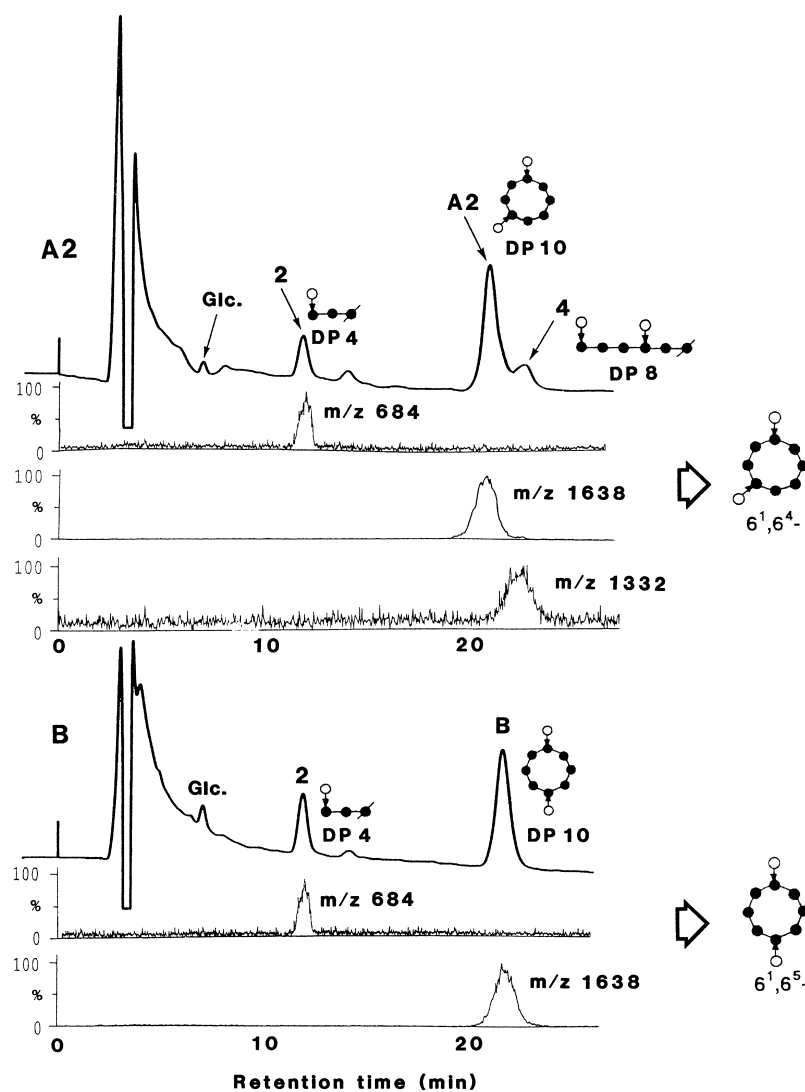 A2
Glc.
2
DP 4
A2
DP 10
4
DP 8
100
%
0
m/z 684
100
%
0
m/z 1638
6¹,6⁴-
100
%
0
m/z 1332
0 10 20
B
Glc.
2
DP 4
B
DP 10
100
%
0
m/z 684
6¹,6⁵-
100
%
0
m/z 1638
0 10 20
Retention time (min)